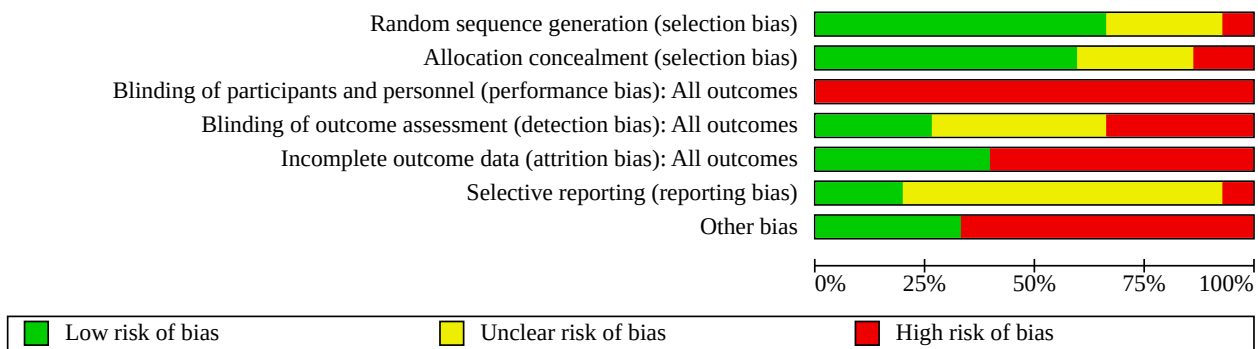 Random sequence generation (selection bias)
Allocation concealment (selection bias)
Blinding of participants and personnel (performance bias): All outcomes
Blinding of outcome assessment (detection bias): All outcomes
Incomplete outcome data (attrition bias): All outcomes
Selective reporting (reporting bias)
Other bias
0% 25% 50% 75% 100%
Low risk of bias Unclear risk of bias High risk of bias